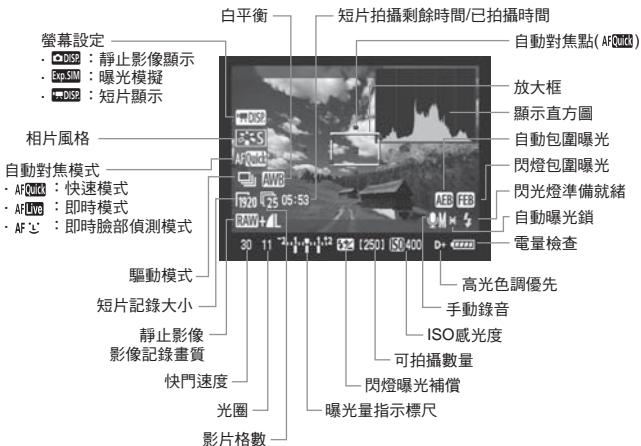 白平衡
短片拍攝剩餘時間/已拍攝時間
螢幕設定
· DISP. ：靜止影像顯示
· Exp.SIM ：曝光模擬
· DISP. ：短片顯示
自動對焦點( AF Quick )
放大框
顯示直方圖
相片風格
自動包圍曝光
自動對焦模式
· AF Quick ：快速模式
· AF Live ：即時模式
· AF ：即時臉部偵測模式
閃燈包圍曝光
閃光燈準備就緒
自動曝光鎖
電量檢查
DISP.
S
AF Quick
AWB
1920 25 05:53
RAW+L
AEB FEB
M
30 11 -2..1..▼..1.+2 [250] ISO 400 D+
驅動模式
短片記錄大小
靜止影像
影像記錄畫質
快門速度
光圈
影片格數
高光色調優先
手動錄音
ISO感光度
可拍攝數量
閃燈曝光補償
曝光量指示標尺